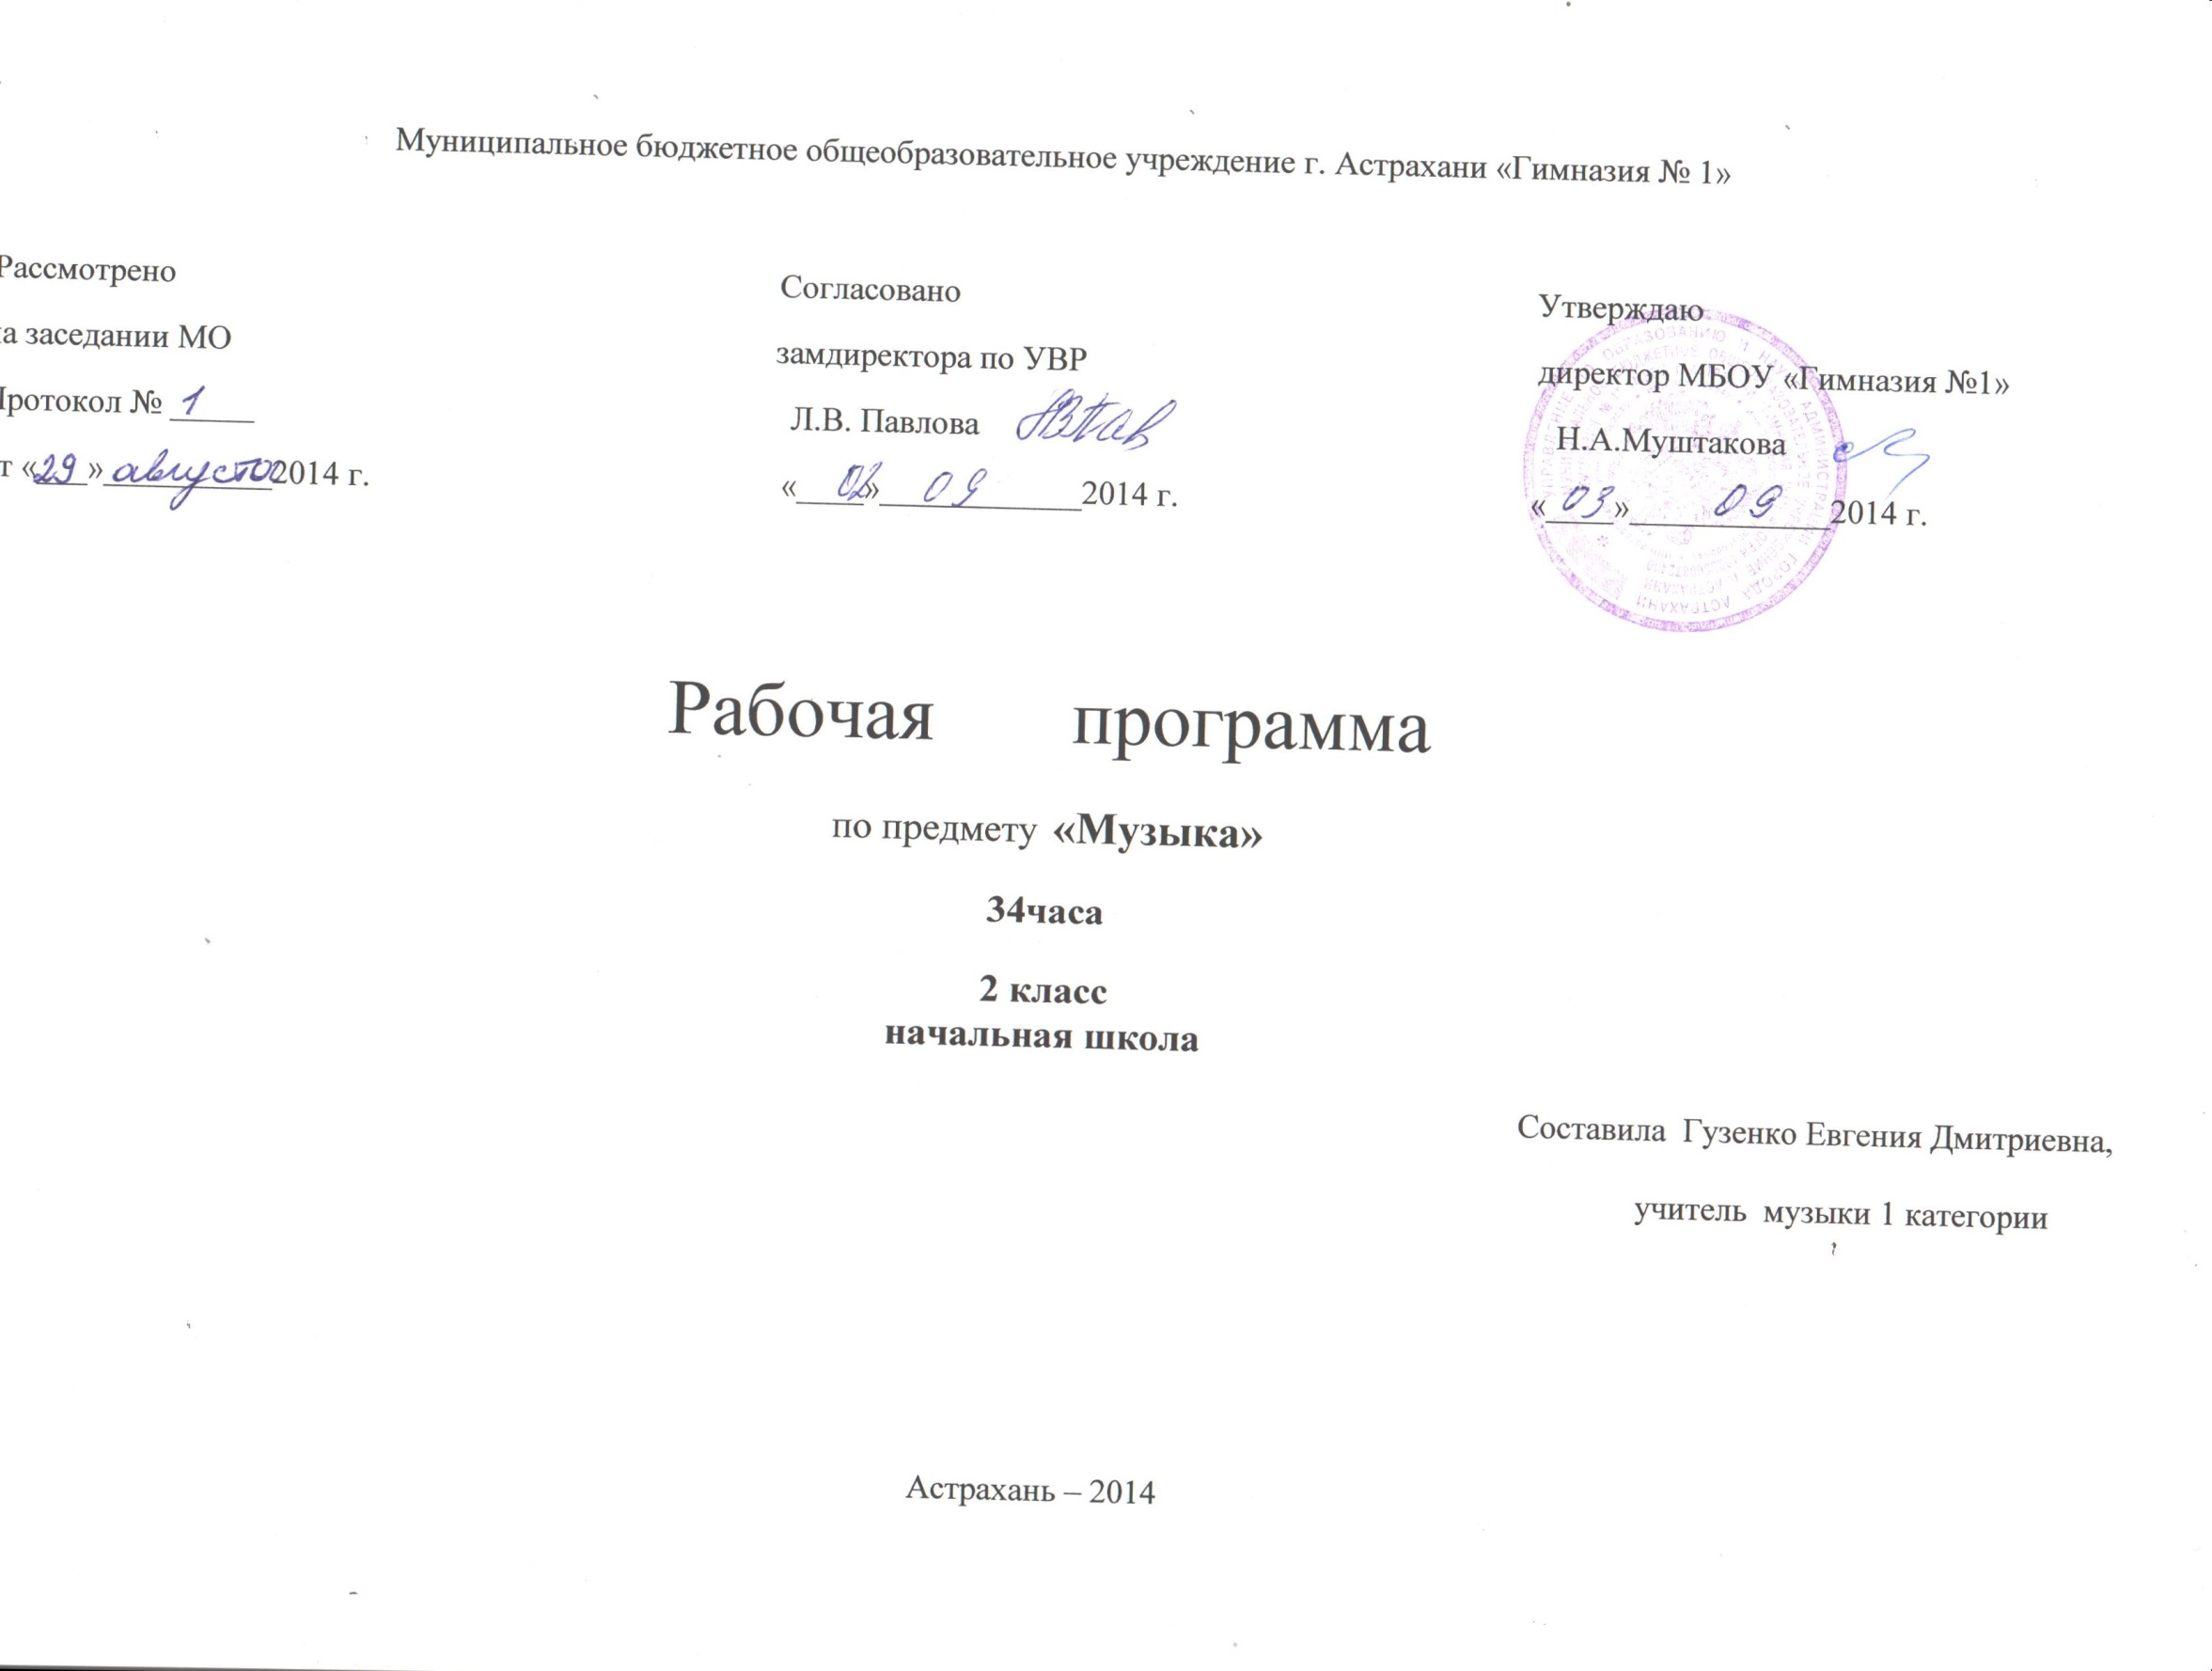 Муниципальное бюджетное общеобразовательное учреждение г. Астрахани «Гимназия № 1»
Рассмотрено
на заседании МО
Протокол № 1
от «29» августа 2014 г.
Согласовано
замдиректора по УВР
Л.В. Павлова
«02» 09 2014 г.
Утверждаю
директор МБОУ «Гимназия №1»
Н.А.Муштакова
«03» 09 2014 г.
Рабочая программа
по предмету «Музыка»
34часа
2 класс
начальная школа
Составила Гузенко Евгения Дмитриевна,
учитель музыки 1 категории
Астрахань – 2014